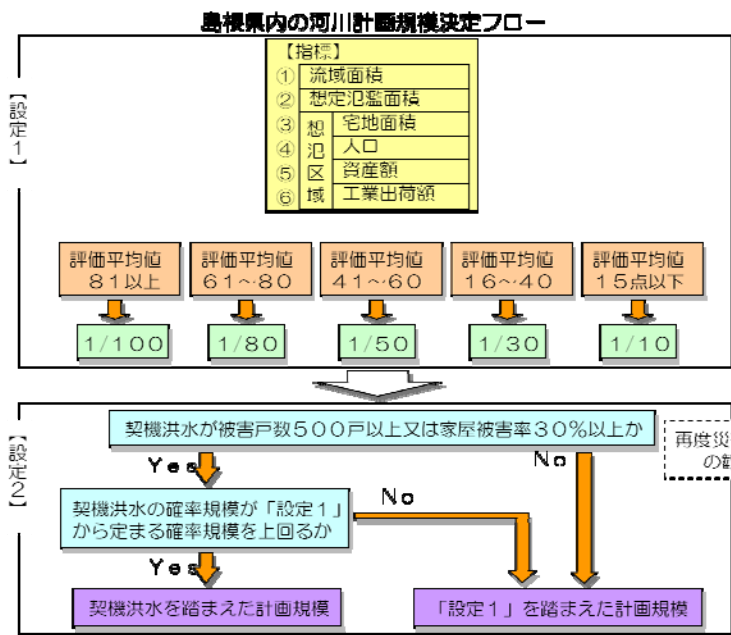 島根県内の河川計画規模決定フロー
【設定1】
【指標】
① 流域面積
② 想定氾濫面積
想氾区域
③ 宅地面積
④ 人口
⑤ 資産額
⑥ 工業出荷額
評価平均値
81以上
評価平均値
61～80
評価平均値
41～60
評価平均値
16～40
評価平均値
15点以下
1/100
1/80
1/50
1/30
1/10
【設定2】
契機洪水が被害戸数500戸以上又は家屋被害率30%以上か
再度災
の
Yes
No
契機洪水の確率規模が「設定1」
から定まる確率規模を上回るか
No
Yes
契機洪水を踏まえた計画規模
「設定1」を踏まえた計画規模